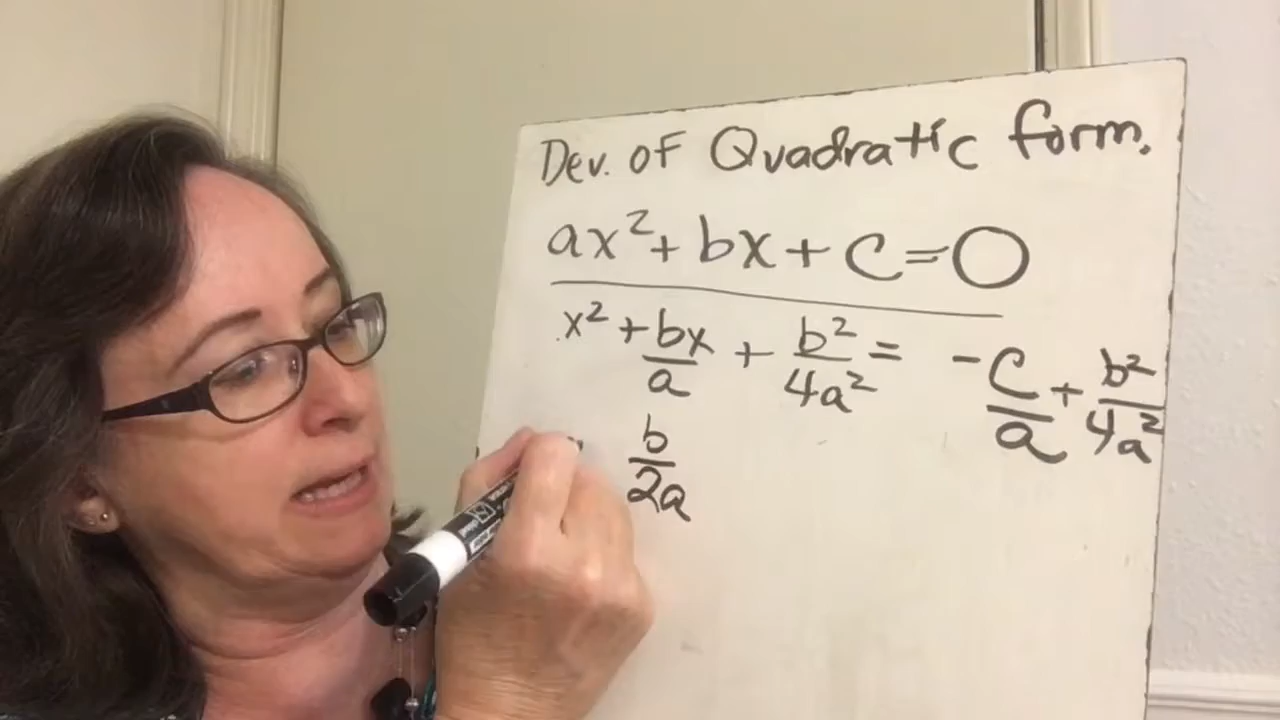 Dev. of Quadratic form.
ax² + bx + c = 0
x² + bx/a + b²/4a² = -c/a + b²/4a²
b/2a